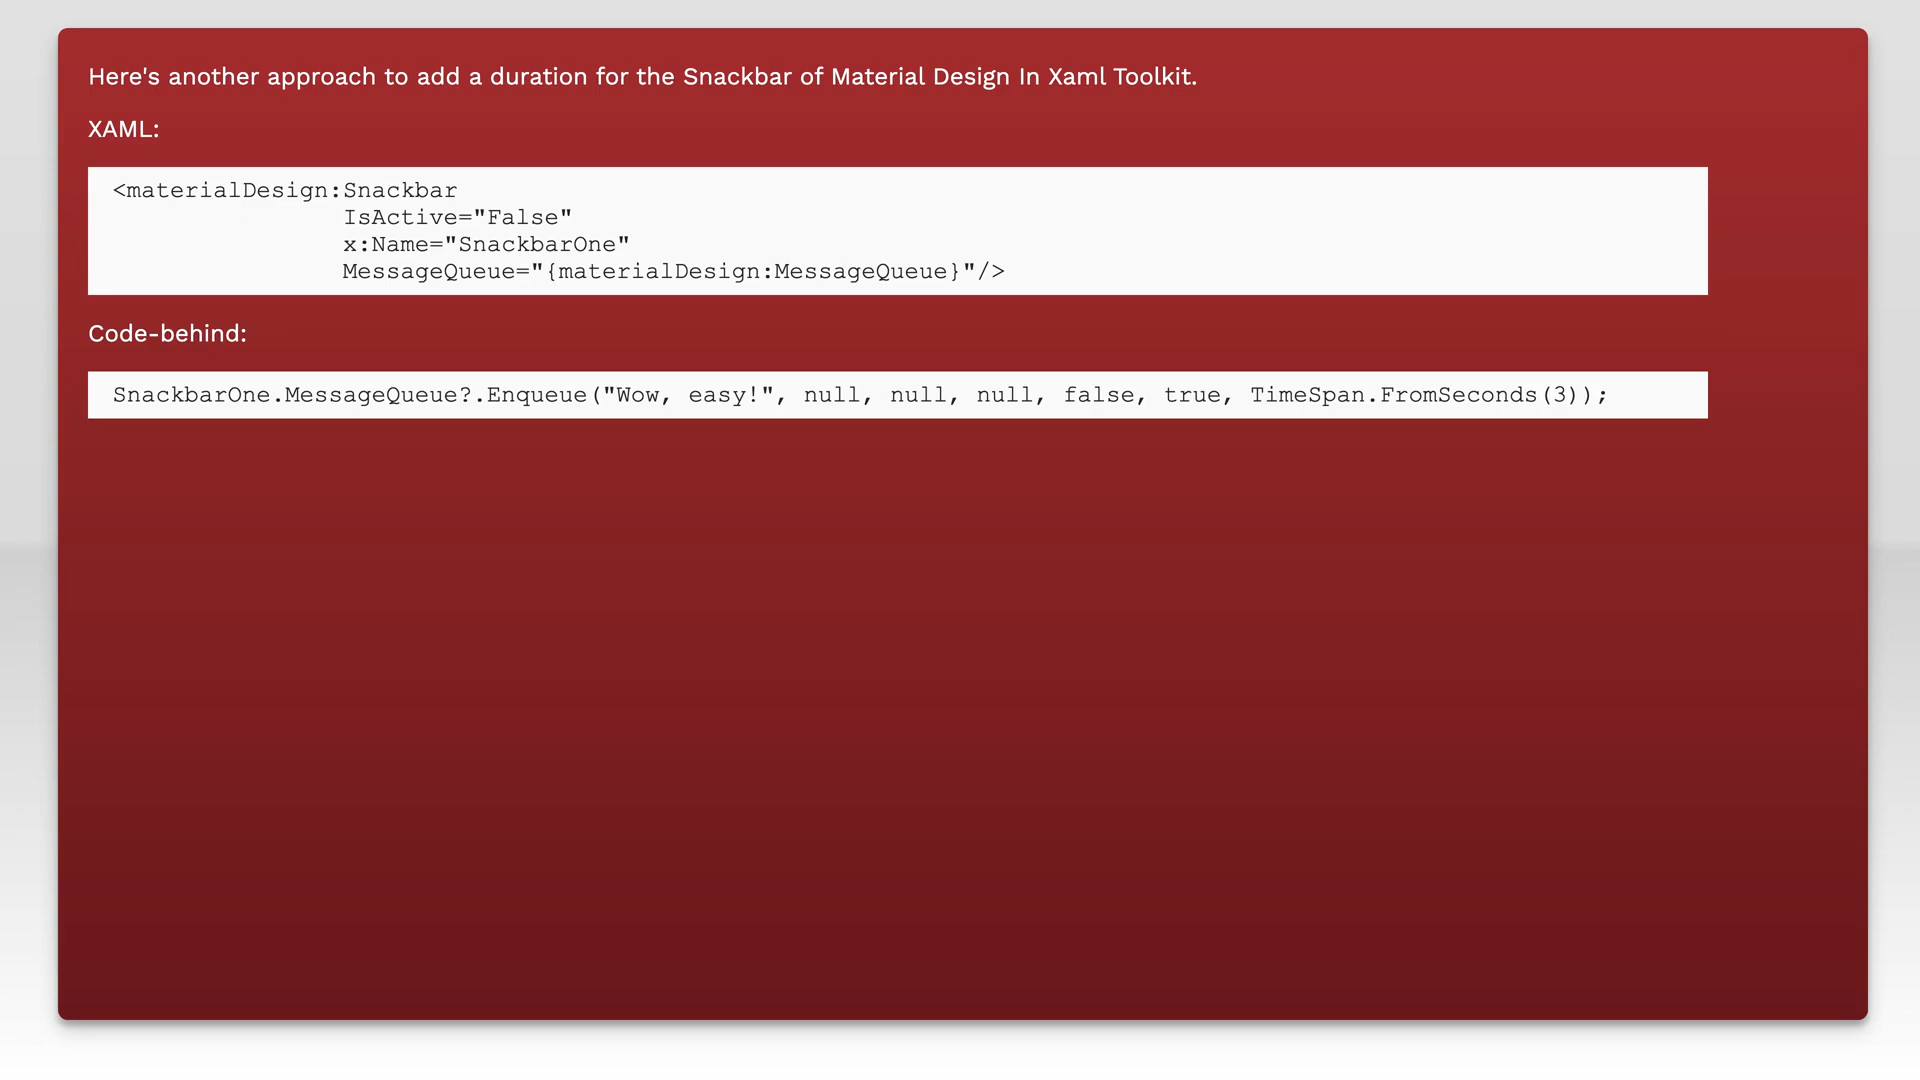 Here's another approach to add a duration for the Snackbar of Material Design In Xaml Toolkit.
XAML:
<materialDesign:Snackbar
IsActive="False"
x:Name="SnackbarOne"
MessageQueue="{materialDesign:MessageQueue}"/>
Code-behind:
SnackbarOne.MessageQueue?.Enqueue("Wow, easy!", null, null, null, false, true, TimeSpan.FromSeconds(3));